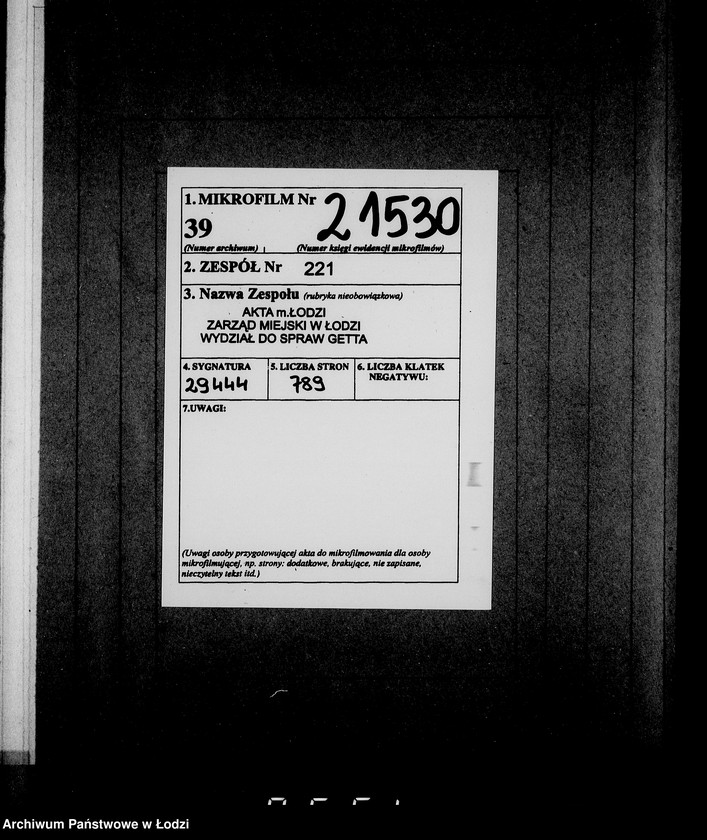 1. MIKROFILM Nr 21530
39
(Numer archiwum) (Numer księgi ewidencji mikrofilmów)
2. ZESPÓŁ Nr 221
3. Nazwa Zespołu (rubryka nieobowiązkowa)
AKTA m.ŁODZI
ZARZĄD MIEJSKI W ŁODZI
WYDZIAŁ DO SPRAW GETTA
4. SYGNATURA 5. LICZBA STRON 6. LICZBA KLATEK
NEGATYWU:
29444 789
7.UWAGI:
(Uwagi osoby przygotowującej akta do mikrofilmowania dla osoby
mikrofilmującej, np. strony: dodatkowe, brakujące, nie zapisane,
nieczytelny tekst itd.)
Archiwum Państwowe w Łodzi